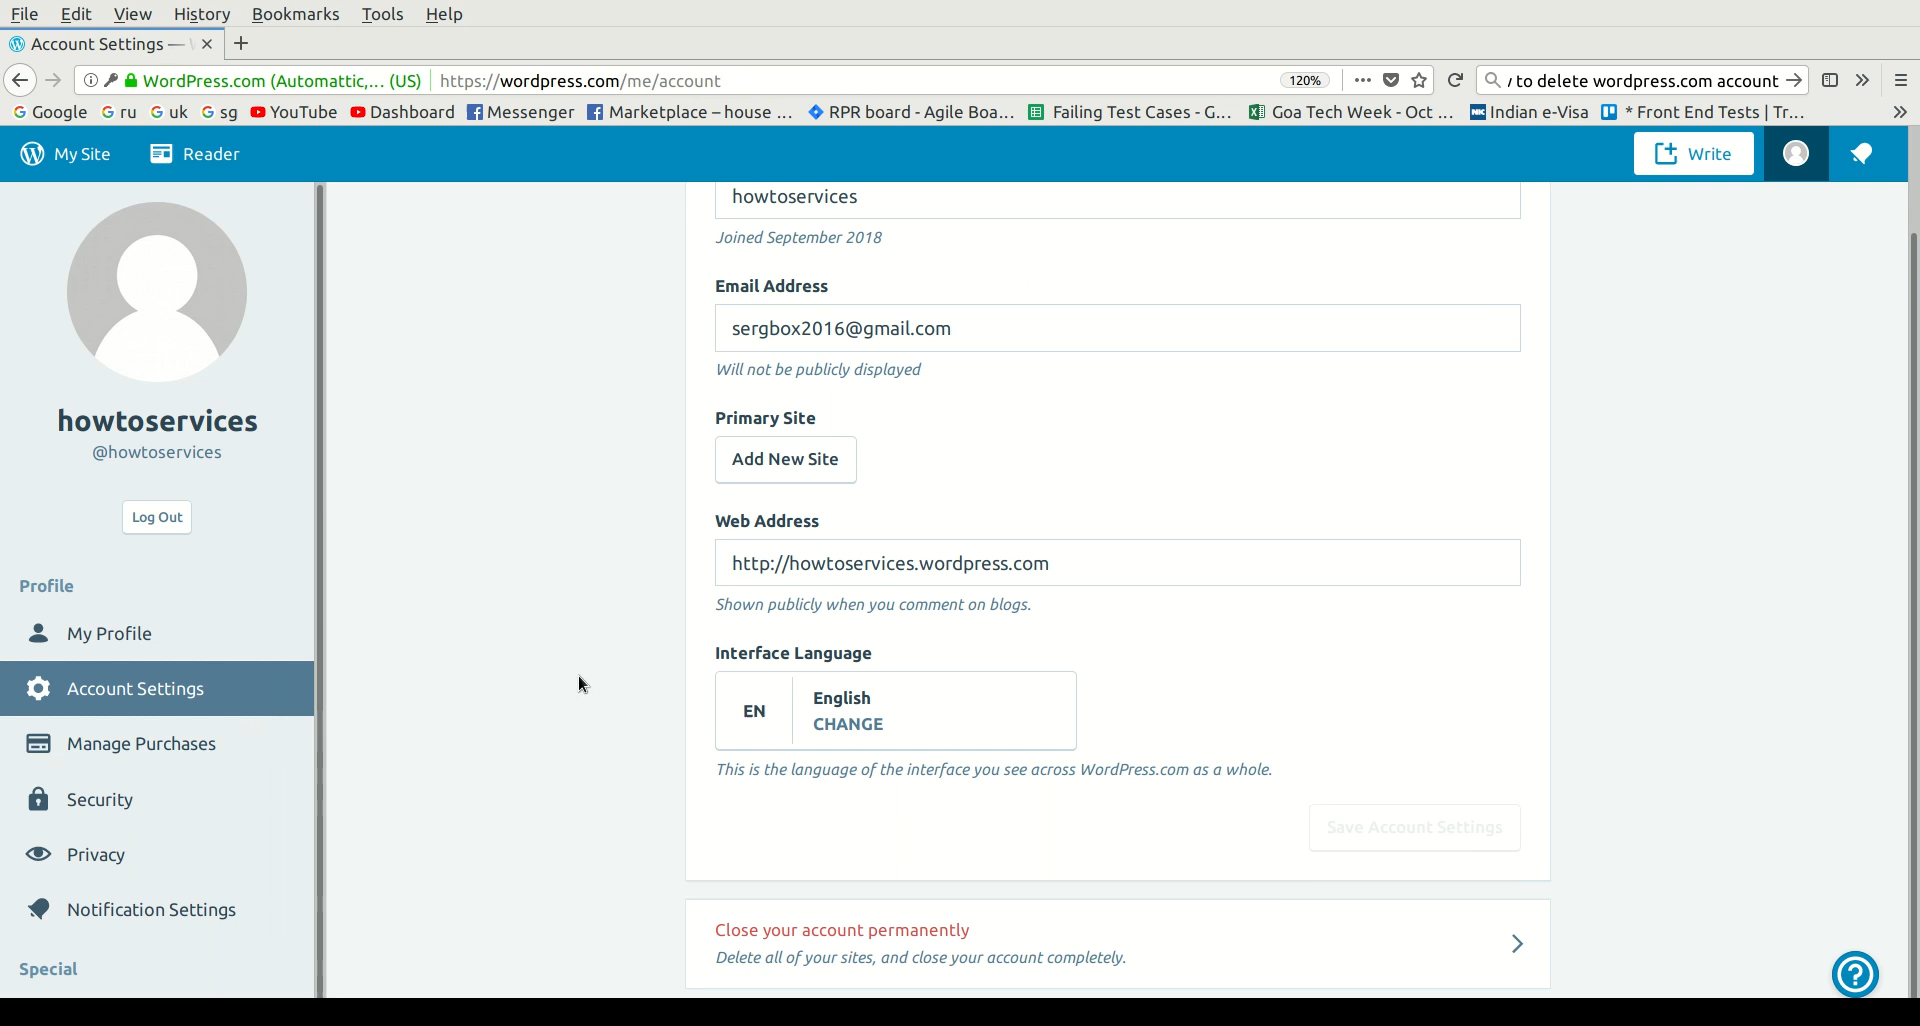 File Edit View History Bookmarks Tools Help
Account Settings —
WordPress.com (Automattic,... (US) https://wordpress.com/me/account 120% to delete wordpress.com account
Google ru uk sg YouTube Dashboard Messenger Marketplace – house ... RPR board - Agile Boa... Failing Test Cases - G... Goa Tech Week - Oct ... Indian e-Visa * Front End Tests | Tr...
My Site Reader Write
howtoservices
Joined September 2018
Email Address
sergbox2016@gmail.com
Will not be publicly displayed
Primary Site
Add New Site
Web Address
http://howtoservices.wordpress.com
Shown publicly when you comment on blogs.
Interface Language
EN
English
CHANGE
This is the language of the interface you see across WordPress.com as a whole.
Save Account Settings
Close your account permanently
Delete all of your sites, and close your account completely.
howtoservices
@howtoservices
Log Out
Profile
My Profile
Account Settings
Manage Purchases
Security
Privacy
Notification Settings
Special